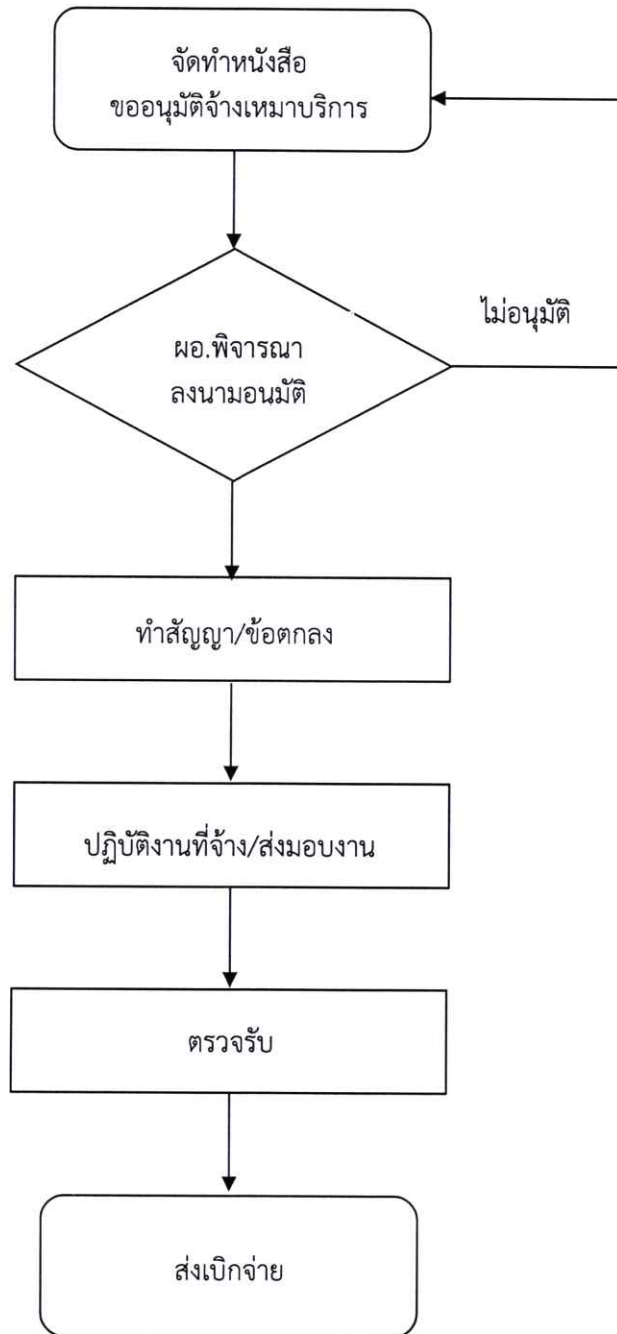 จัดทำหนังสือ
ขออนุมัติจ้างเหมาบริการ
ไม่อนุมัติ
ผอ.พิจารณา
ลงนามอนมัติ
ทำสัญญา/ข้อตกลง
ปฏิบัติงานที่จ้าง/ส่งมอบงาน
ตรวจรับ
ส่งเบิกจ่าย